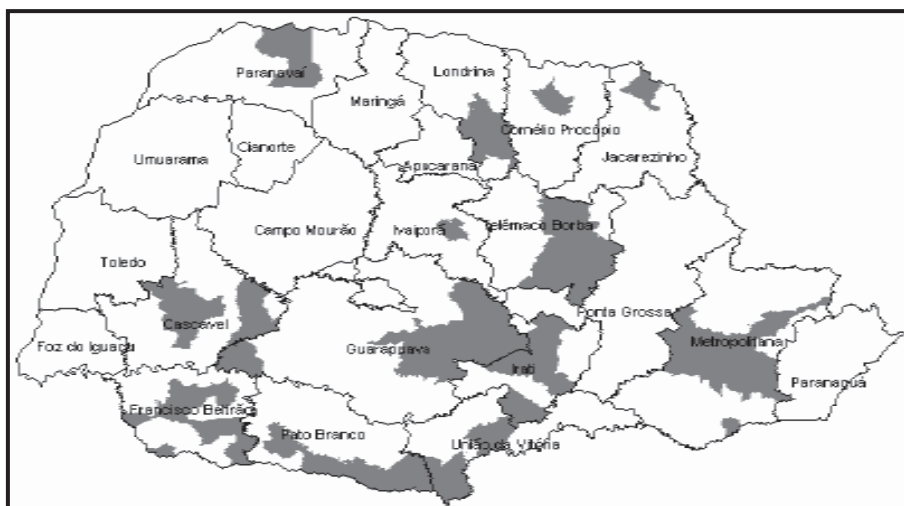 Londrina
Paranavaí
Maringá
Cornélio Procópio
Cianorte
Umuarama
Apucarana
Jacarezinho
Telêmaco Borba
Ivaiporã
Campo Mourão
Toledo
Ponta Grossa
Cascavel
Metropolitana
Foz do Iguaçu
Guarapuava
Irati
Paranaguá
Francisco Beltrão
Pato Branco
União da Vitória